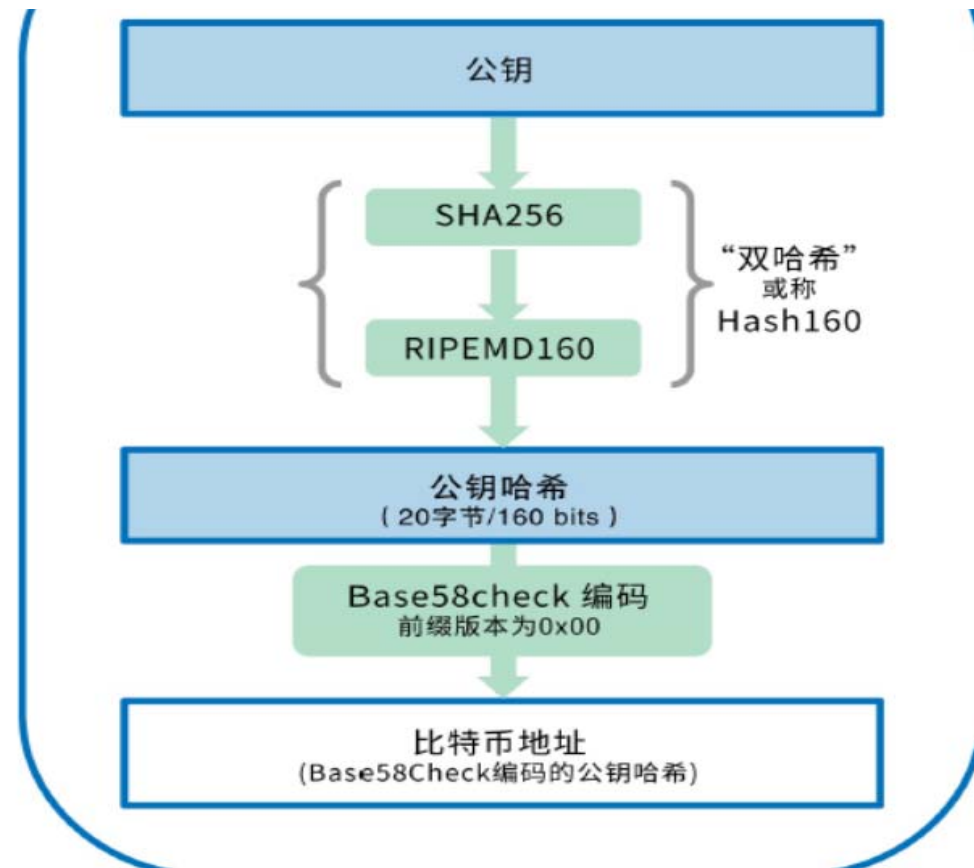 公钥
SHA256
RIPEMD160
“双哈希”
或称
Hash160
公钥哈希
( 20字节/160 bits )
Base58check 编码
前缀版本为0x00
比特币地址
(Base58Check编码的公钥哈希)